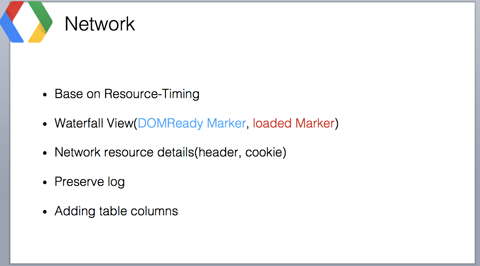 Network
• Base on Resource-Timing
• Waterfall View(DOMReady Marker, loaded Marker)
• Network resource details(header, cookie)
• Preserve log
• Adding table columns